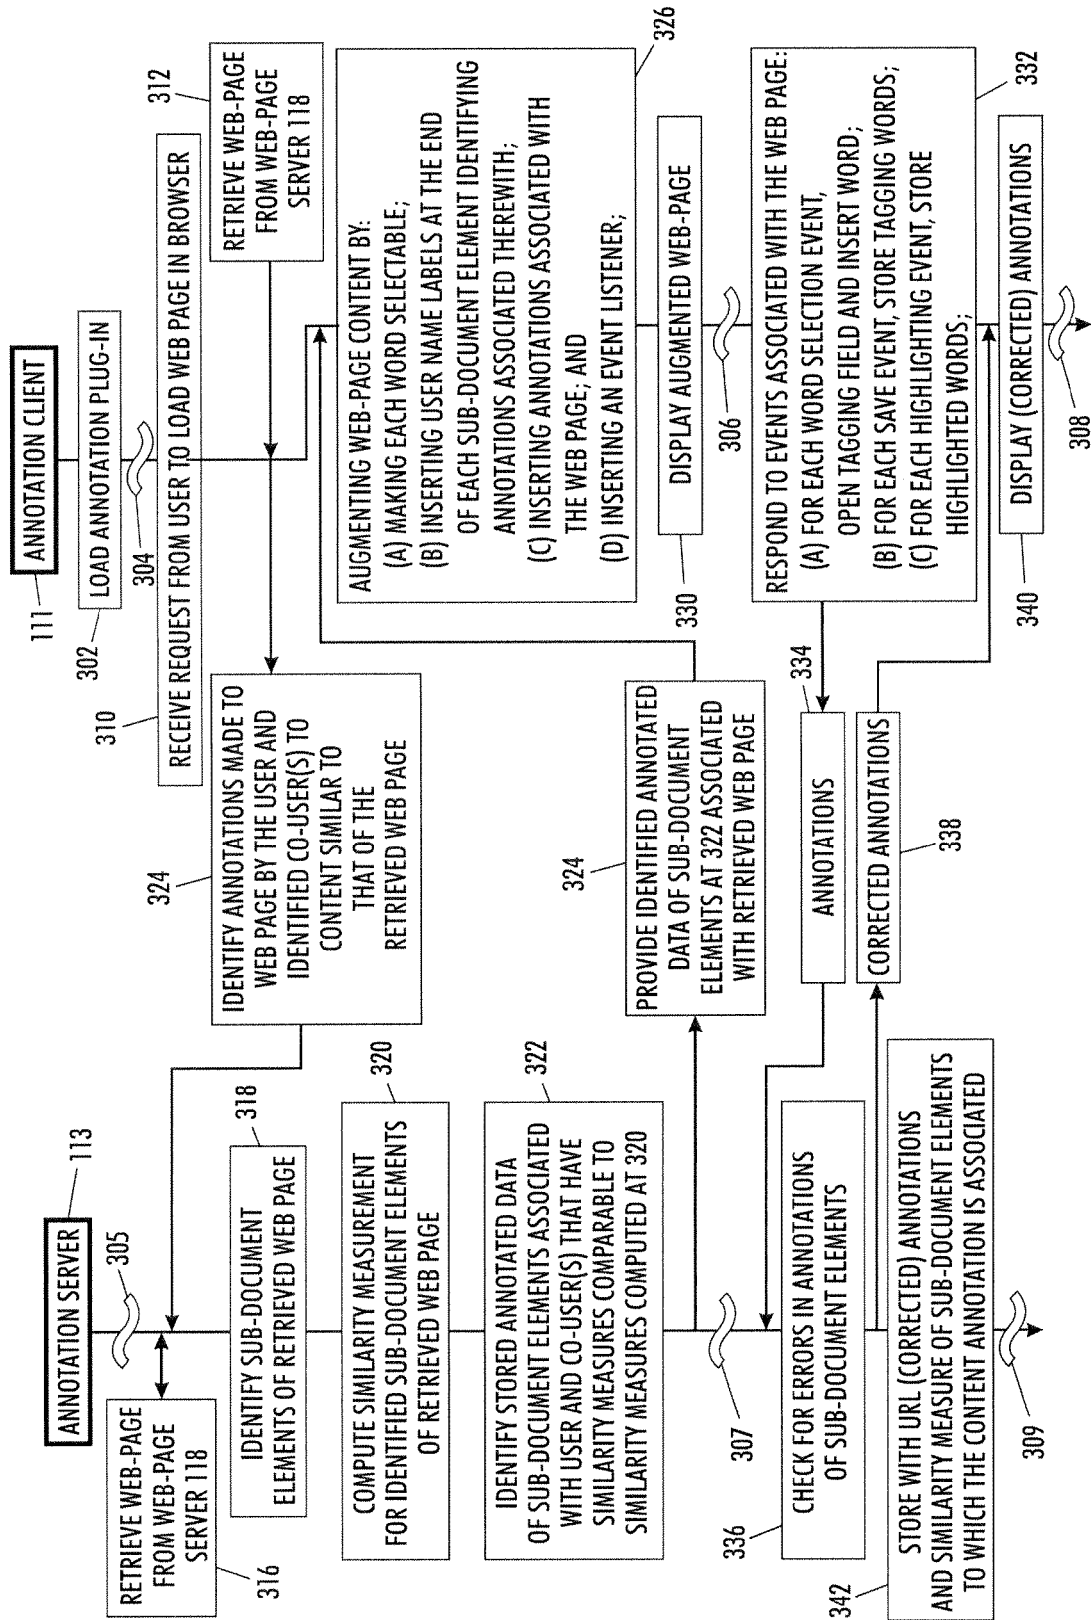 ANNOTATION SERVER
113
305
RETRIEVE WEB-PAGE
FROM WEB-PAGE
SERVER 118
316
IDENTIFY SUB-DOCUMENT
ELEMENTS OF RETRIEVED WEB PAGE
318
COMPUTE SIMILARITY MEASUREMENT
FOR IDENTIFIED SUB-DOCUMENT ELEMENTS
OF RETRIEVED WEB PAGE
320
IDENTIFY STORED ANNOTATED DATA
OF SUB-DOCUMENT ELEMENTS ASSOCIATED
WITH USER AND CO-USER(S) THAT HAVE
SIMILARITY MEASURES COMPARABLE TO
SIMILARITY MEASURES COMPUTED AT 320
322
307
CHECK FOR ERRORS IN ANNOTATIONS
OF SUB-DOCUMENT ELEMENTS
336
STORE WITH URL (CORRECTED) ANNOTATIONS
AND SIMILARITY MEASURE OF SUB-DOCUMENT ELEMENTS
TO WHICH THE CONTENT ANNOTATION IS ASSOCIATED
342
309
IDENTIFY ANNOTATIONS MADE TO
WEB PAGE BY THE USER AND
IDENTIFIED CO-USER(S) TO
CONTENT SIMILAR TO
THAT OF THE
RETRIEVED WEB PAGE
324
PROVIDE IDENTIFIED ANNOTATED
DATA OF SUB-DOCUMENT
ELEMENTS AT 322 ASSOCIATED
WITH RETRIEVED WEB PAGE
324
ANNOTATIONS
334
CORRECTED ANNOTATIONS
338
111
ANNOTATION CLIENT
302
LOAD ANNOTATION PLUG-IN
304
310
RECEIVE REQUEST FROM USER TO LOAD WEB PAGE IN BROWSER
RETRIEVE WEB-PAGE
FROM WEB-PAGE
SERVER 118
312
AUGMENTING WEB-PAGE CONTENT BY:
(A) MAKING EACH WORD SELECTABLE;
(B) INSERTING USER NAME LABELS AT THE END
OF EACH SUB-DOCUMENT ELEMENT IDENTIFYING
ANNOTATIONS ASSOCIATED THEREWITH;
(C) INSERTING ANNOTATIONS ASSOCIATED WITH
THE WEB PAGE; AND
(D) INSERTING AN EVENT LISTENER;
326
DISPLAY AUGMENTED WEB-PAGE
330
306
RESPOND TO EVENTS ASSOCIATED WITH THE WEB PAGE:
(A) FOR EACH WORD SELECTION EVENT,
OPEN TAGGING FIELD AND INSERT WORD;
(B) FOR EACH SAVE EVENT, STORE TAGGING WORDS;
(C) FOR EACH HIGHLIGHTING EVENT, STORE
HIGHLIGHTED WORDS;
332
DISPLAY (CORRECTED) ANNOTATIONS
340
308